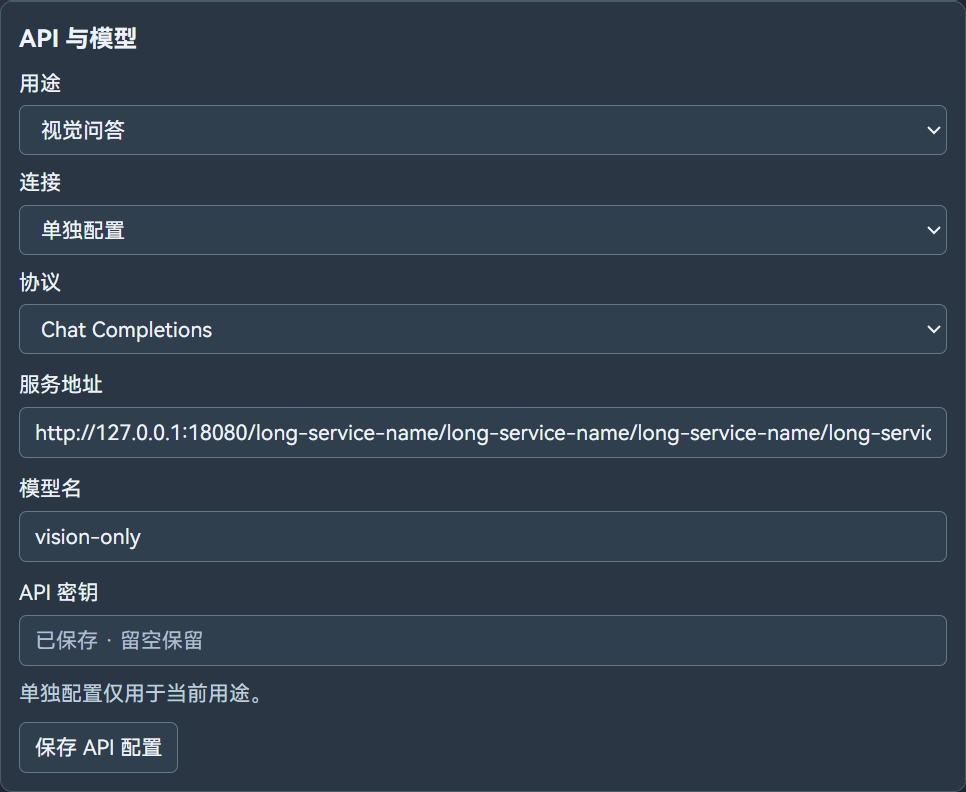 API 与模型
用途
视觉问答
连接
单独配置
协议
Chat Completions
服务地址
http://127.0.0.1:18080/long-service-name/long-service-name/long-service-name/long-servic
模型名
vision-only
API 密钥
已保存 · 留空保留
单独配置仅用于当前用途。
保存 API 配置